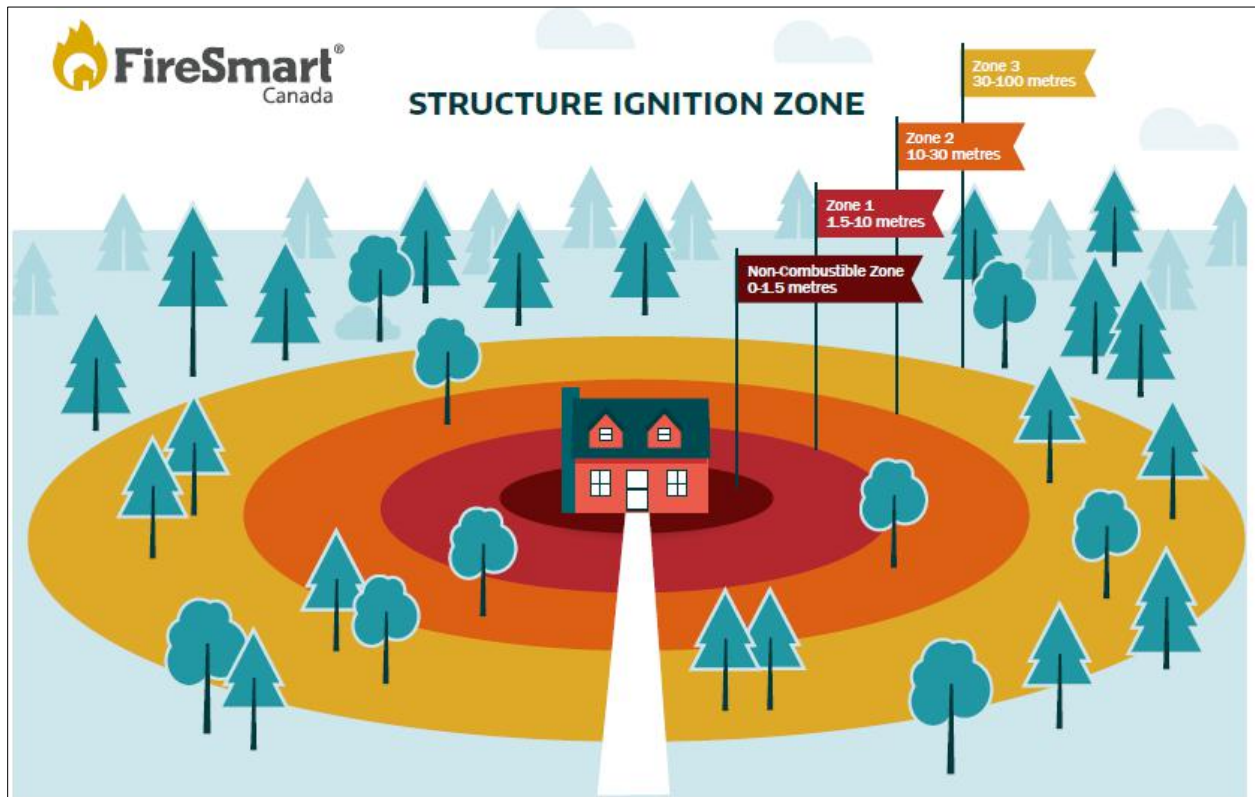 FireSmart®
Canada
STRUCTURE IGNITION ZONE
Zone 3
30-100 metres
Zone 2
10-30 metres
Zone 1
1.5-10 metres
Non-Combustible Zone
0-1.5 metres